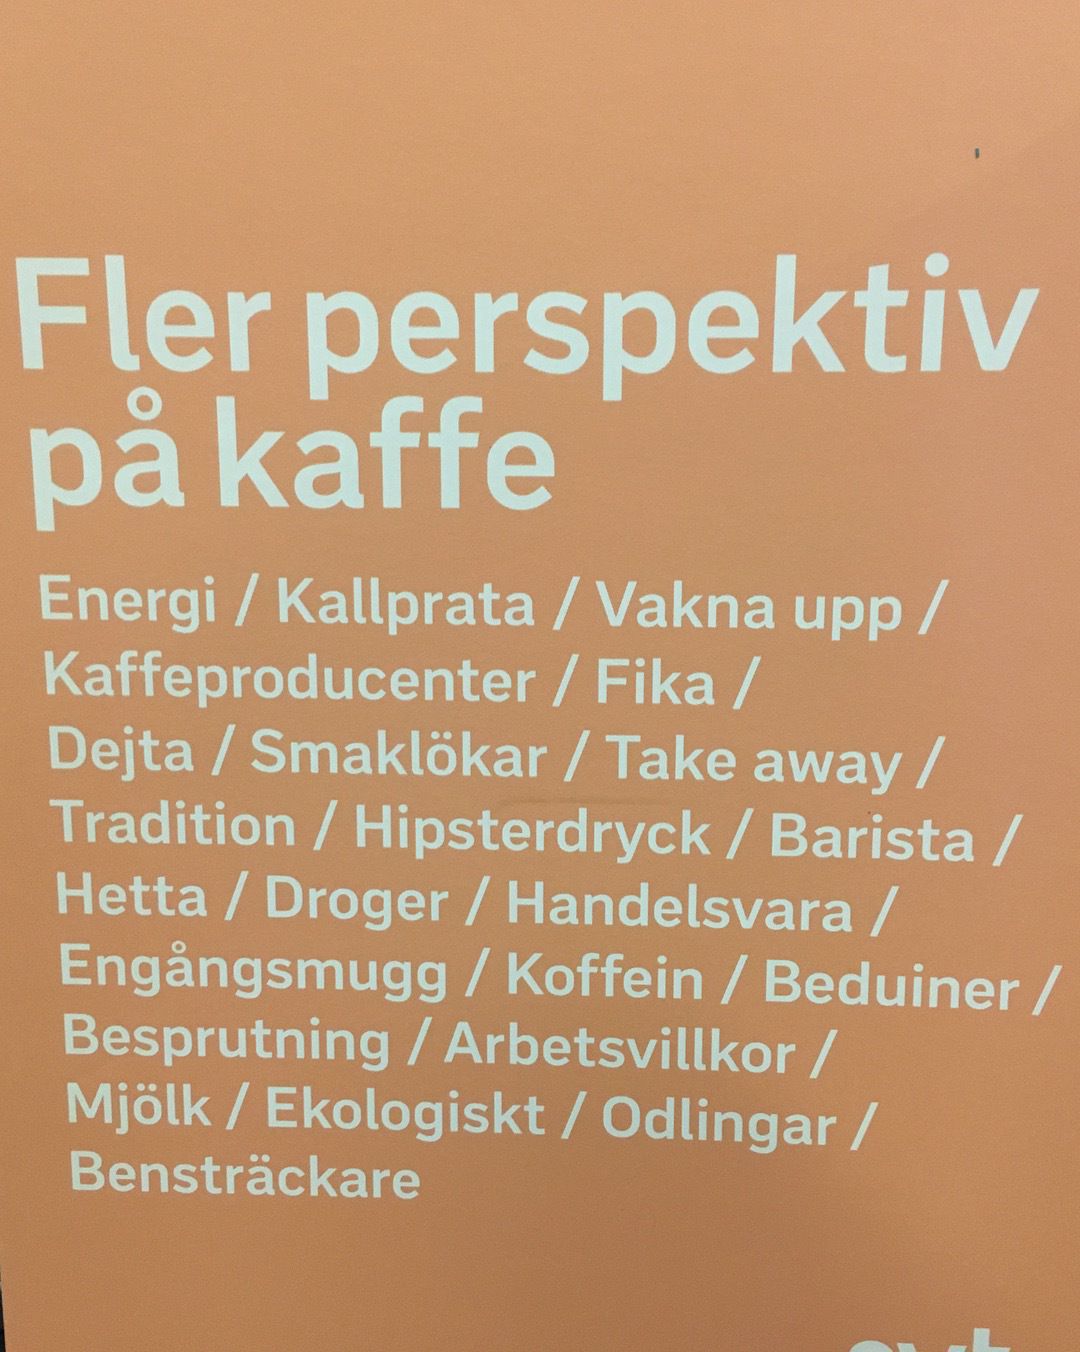 Fler perspektiv
på kaffe
Energi / Kallprata / Vakna upp /
Kaffeproducenter / Fika /
Dejta / Smaklökar / Take away /
Tradition / Hipsterdryck / Barista /
Hetta / Droger / Handelsvara /
Engångsmugg / Koffein / Beduiner /
Besprutning / Arbetsvillkor /
Mjölk / Ekologiskt / Odlingar /
Bensträckare